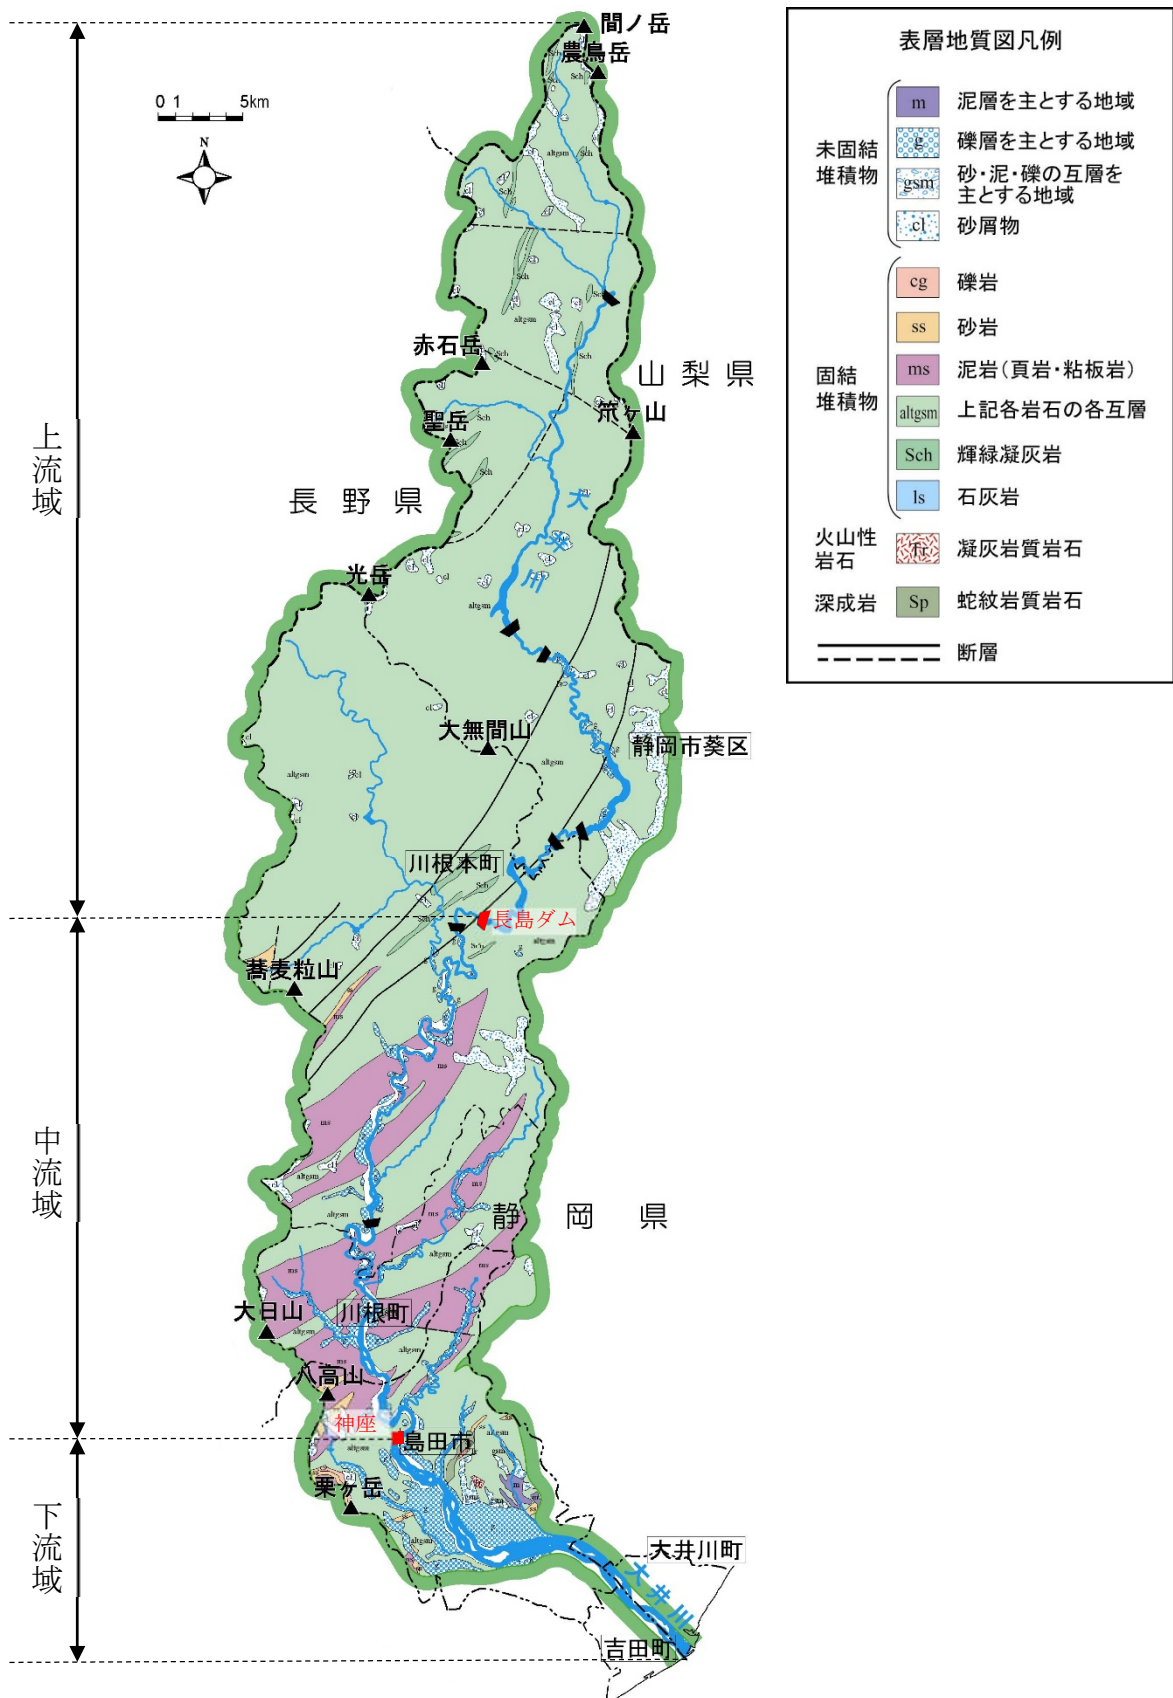 間ノ岳
農鳥岳
0 1 5km
N
赤石岳
山梨県
聖岳
笊ヶ山
上流域
長野県
大井川
光岳
大無間山
静岡市葵区
川根本町
長島ダム
蕎麦粒山
中流域
静岡県
大日山
川根町
八高山
神座
島田市
粟ヶ岳
下流域
大井川町
大井川
吉田町
altgsm
Sch
cl
ms
ss
g
gsm
m
表層地質図凡例
未固結
堆積物
m 泥層を主とする地域
g 礫層を主とする地域
gsm 砂・泥・礫の互層を
主とする地域
cl 砂屑物
固結
堆積物
cg 礫岩
ss 砂岩
ms 泥岩(頁岩・粘板岩)
altgsm 上記各岩石の各互層
Sch 輝緑凝灰岩
ls 石灰岩
火山性
岩石
Tr 凝灰岩質岩石
深成岩
Sp 蛇紋岩質岩石
断層